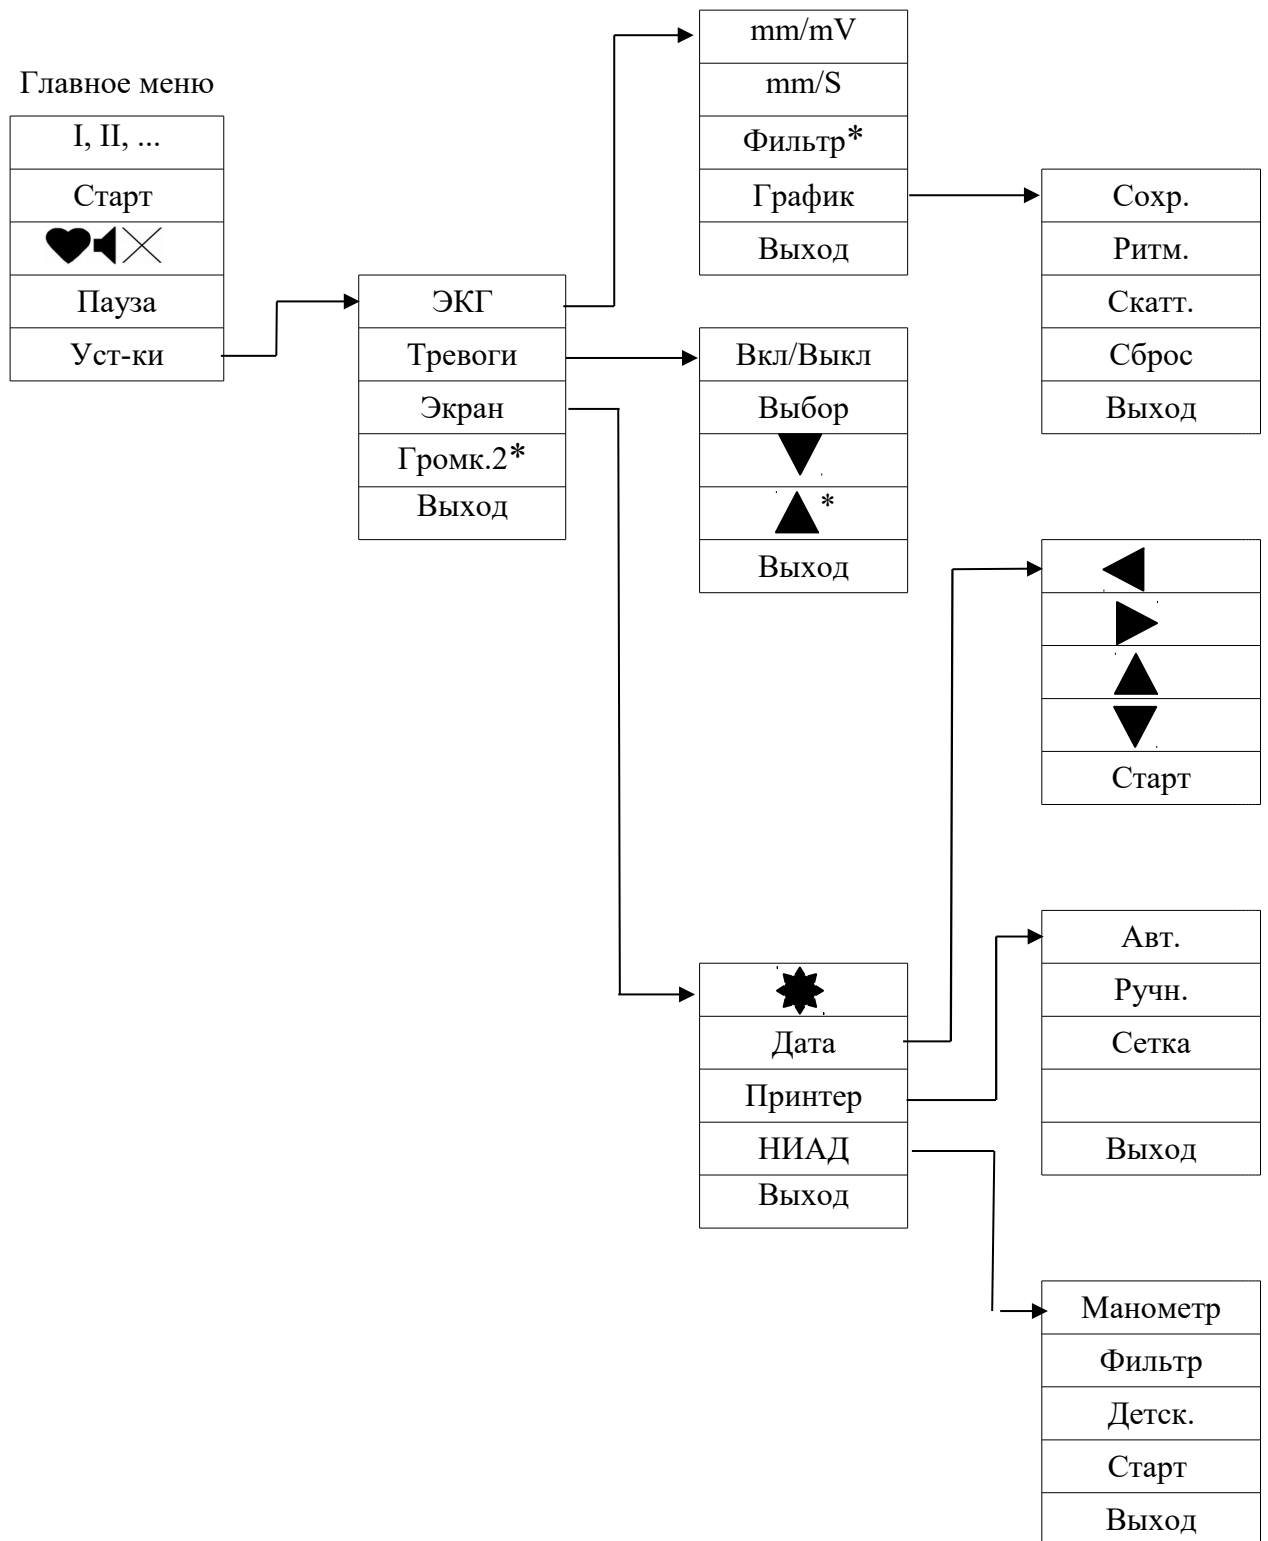 Главное меню
I, II, ...
Старт
Пауза
Уст-ки
ЭКГ
Тревоги
Экран
Громк.2*
Выход
mm/mV
mm/S
Фильтр*
График
Выход
Сохр.
Ритм.
Скатт.
Сброс
Выход
Вкл/Выкл
Выбор
*
Выход
Старт
Дата
Принтер
НИАД
Выход
Авт.
Ручн.
Сетка
Выход
Манометр
Фильтр
Детск.
Старт
Выход